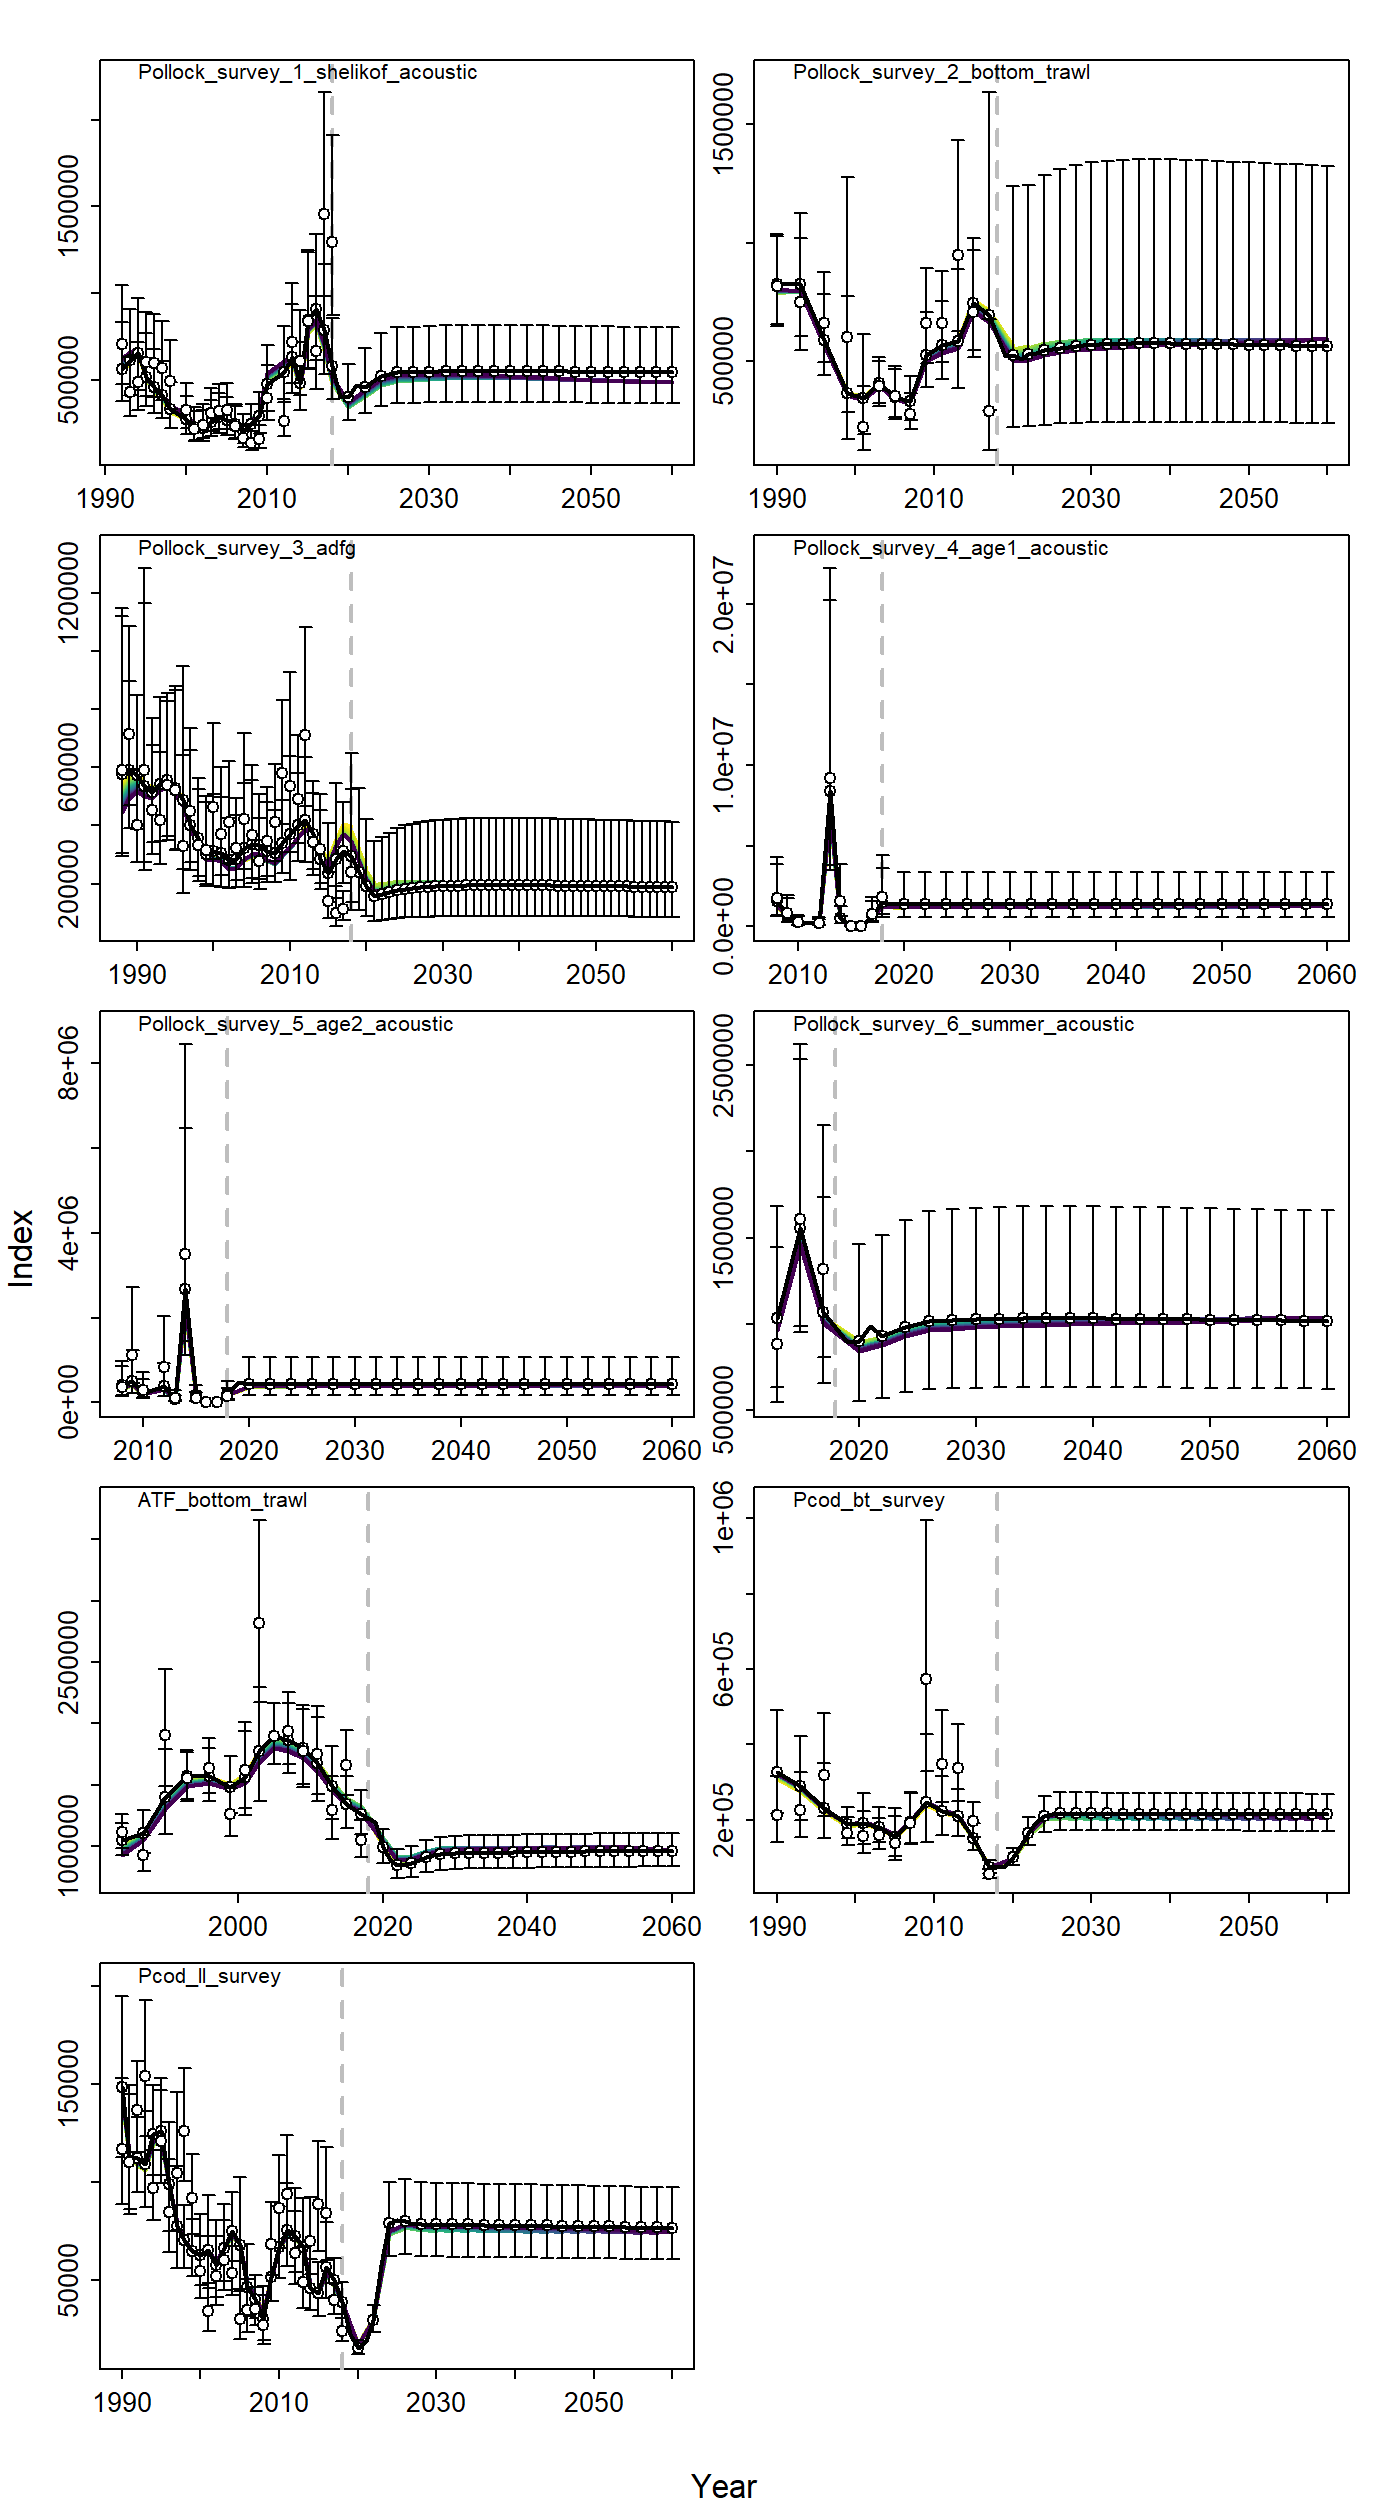 Pollock_survey_1_shelikof_acoustic
500000 1500000
1990 2010 2030 2050
Pollock_survey_2_bottom_trawl
500000 1500000
1990 2010 2030 2050
Pollock_survey_3_adfg
200000 600000 1200000
1990 2010 2030 2050
Pollock_survey_4_age1_acoustic
0.0e+00 1.0e+07 2.0e+07
2010 2020 2030 2040 2050 2060
Pollock_survey_5_age2_acoustic
0e+00 4e+06 8e+06
2010 2020 2030 2040 2050 2060
Pollock_survey_6_summer_acoustic
500000 1500000 2500000
2020 2030 2040 2050 2060
Index
ATF_bottom_trawl
1000000 2500000
2000 2020 2040 2060
Pcod_bt_survey
2e+05 6e+05 1e+06
1990 2010 2030 2050
Pcod_ll_survey
50000 150000
1990 2010 2030 2050
Year